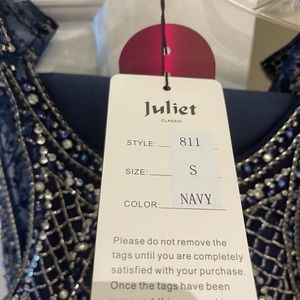 Juliet
CLASSIC
STYLE: 811
SIZE: S
COLOR: NAVY
Please do not remove the
tags until you are completely
satisfied with your purchase.
Once the tags have been